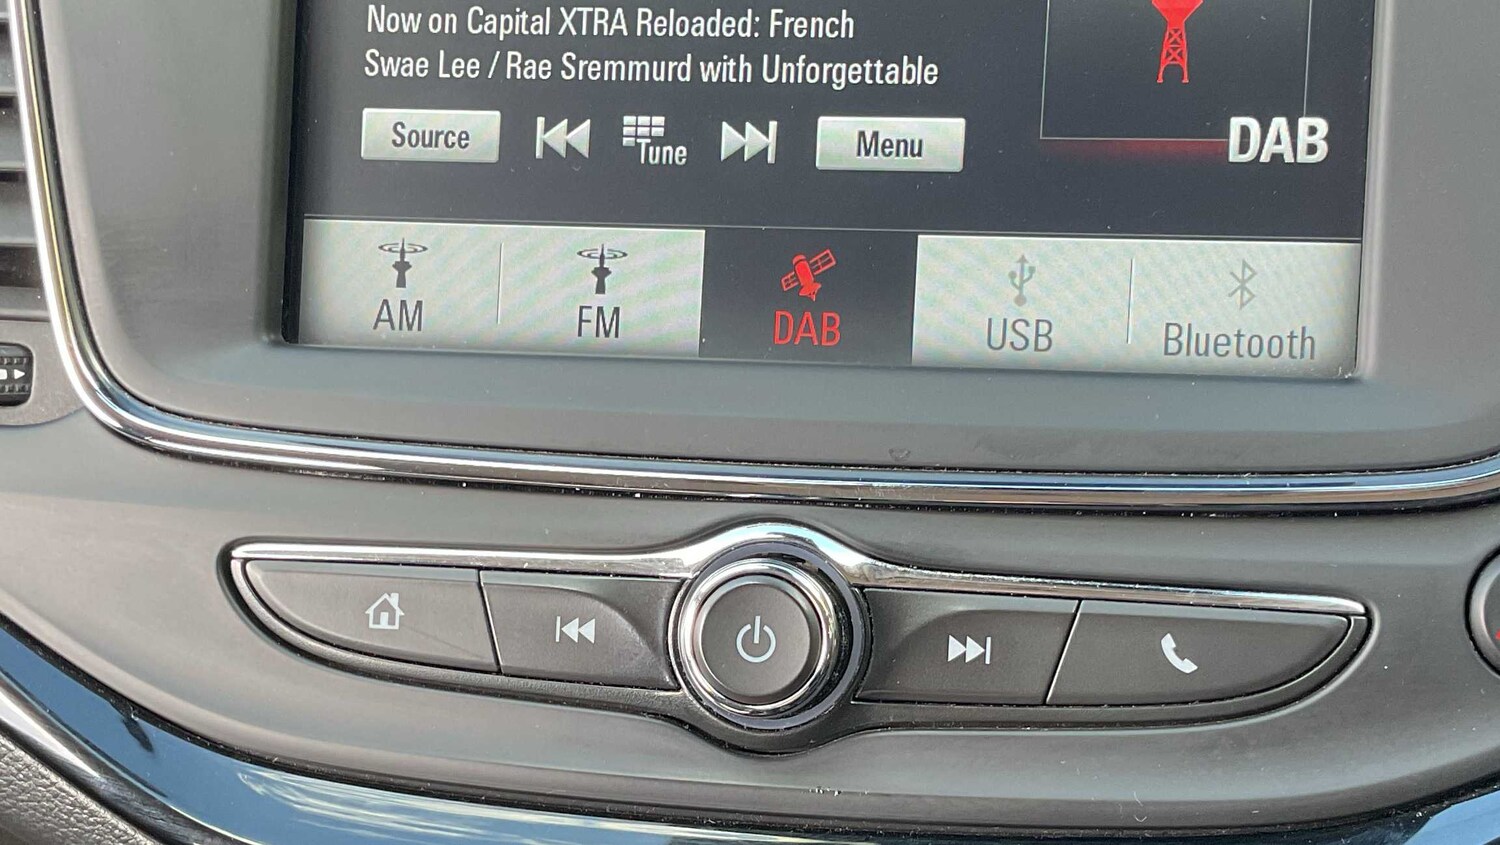 Now on Capital XTRA Reloaded: French
Swae Lee / Rae Sremmurd with Unforgettable
Source
Tune
Menu
DAB
AM
FM
DAB
USB
Bluetooth